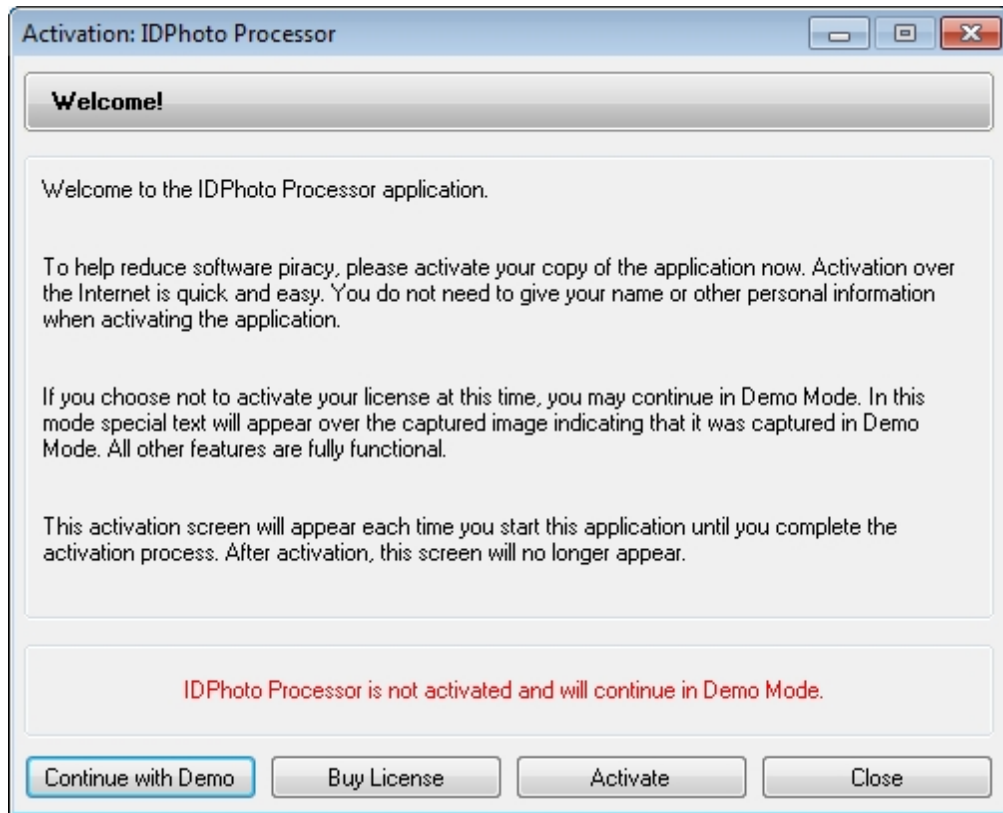 Activation: IDPhoto Processor
Welcome!
Welcome to the IDPhoto Processor application.
To help reduce software piracy, please activate your copy of the application now. Activation over
the Internet is quick and easy. You do not need to give your name or other personal information
when activating the application.
If you choose not to activate your license at this time, you may continue in Demo Mode. In this
mode special text will appear over the captured image indicating that it was captured in Demo
Mode. All other features are fully functional.
This activation screen will appear each time you start this application until you complete the
activation process. After activation, this screen will no longer appear.
IDPhoto Processor is not activated and will continue in Demo Mode.
Continue with Demo
Buy License
Activate
Close